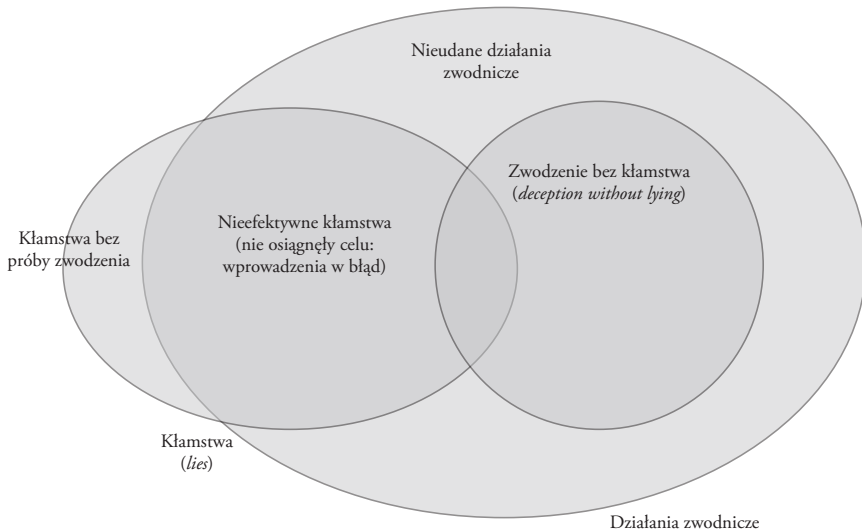 Nieudane działania
zwodnicze
Zwodzenie bez kłamstwa
(deception without lying)
Nieefektywne kłamstwa
(nie osiągnęły celu:
wprowadzenia w błąd)
Kłamstwa bez
próby zwodzenia
Kłamstwa
(lies)
Działania zwodnicze